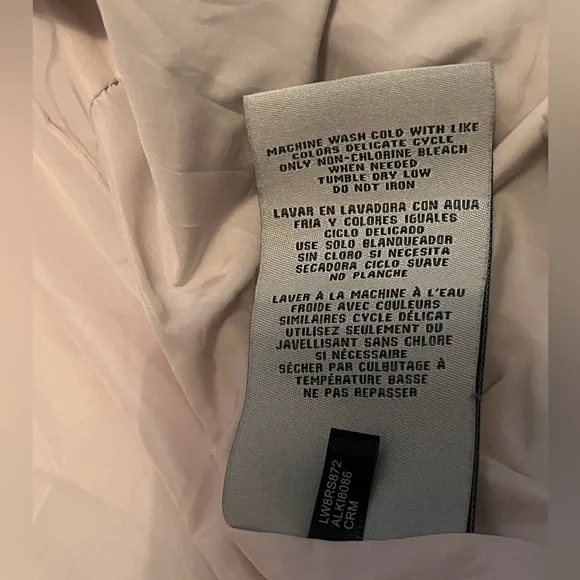 MACHINE WASH COLD WITH LIKE
COLORS DELICATE CYCLE
ONLY NON-CHLORINE BLEACH
WHEN NEEDED
TUMBLE DRY LOW
DO NOT IRON
LAVAR EN LAVADORA CON AQUA
FRIA Y COLORES IGUALES
CICLO DELICADO
USE SOLO BLANQUEADOR
SIN CLORO SI NECESITA
SECADORA CICLO SUAVE
NO PLANCHE
LAVER À LA MACHINE À L'EAU
FROIDE AVEC COULEURS
SIMILAIRES CYCLE DÉLICAT
UTILISEZ SEULEMENT DU
JAVELLISANT SANS CHLORE
SI NÉCESSAIRE
SÉCHER PAR CULBUTAGE À
TEMPÉRATURE BASSE
NE PAS REPASSER
LW8RS872
ALKI8086
CRM